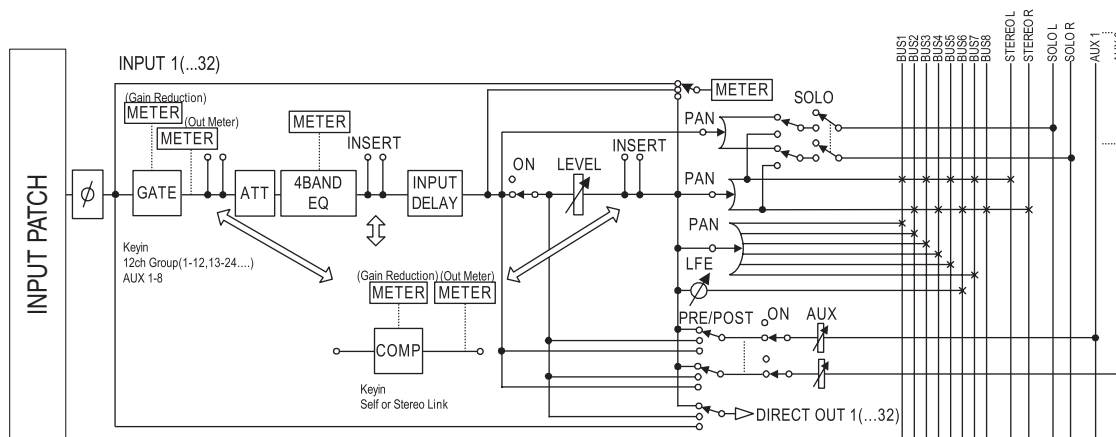 BUS1
BUS2
BUS3
BUS4
BUS5
BUS6
BUS7
BUS8
STEREO L
STEREO R
SOLO L
SOLO R
AUX 1
INPUT PATCH
INPUT 1(...32)
(Gain Reduction)
METER
(Out Meter)
METER
METER
INSERT
ϕ
GATE
ATT
4BAND
EQ
INPUT
DELAY
ON
LEVEL
INSERT
METER
SOLO
PAN
PAN
PAN
LFE
Keyin
12ch Group(1-12,13-24....)
AUX 1-8
(Gain Reduction)
(Out Meter)
METER
METER
COMP
Keyin
Self or Stereo Link
PRE/POST
ON
AUX
DIRECT OUT 1(...32)